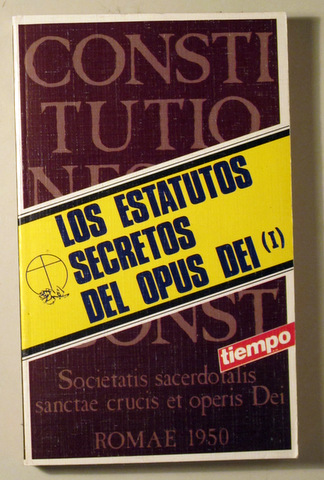 CONSTI
TUTIO
LOS ESTATUTOS
SECRETOS
DEL OPUS DEI (I)
tiempo
Societatis sacerdotalis
sanctae crucis et operis Dei
ROMAE 1950